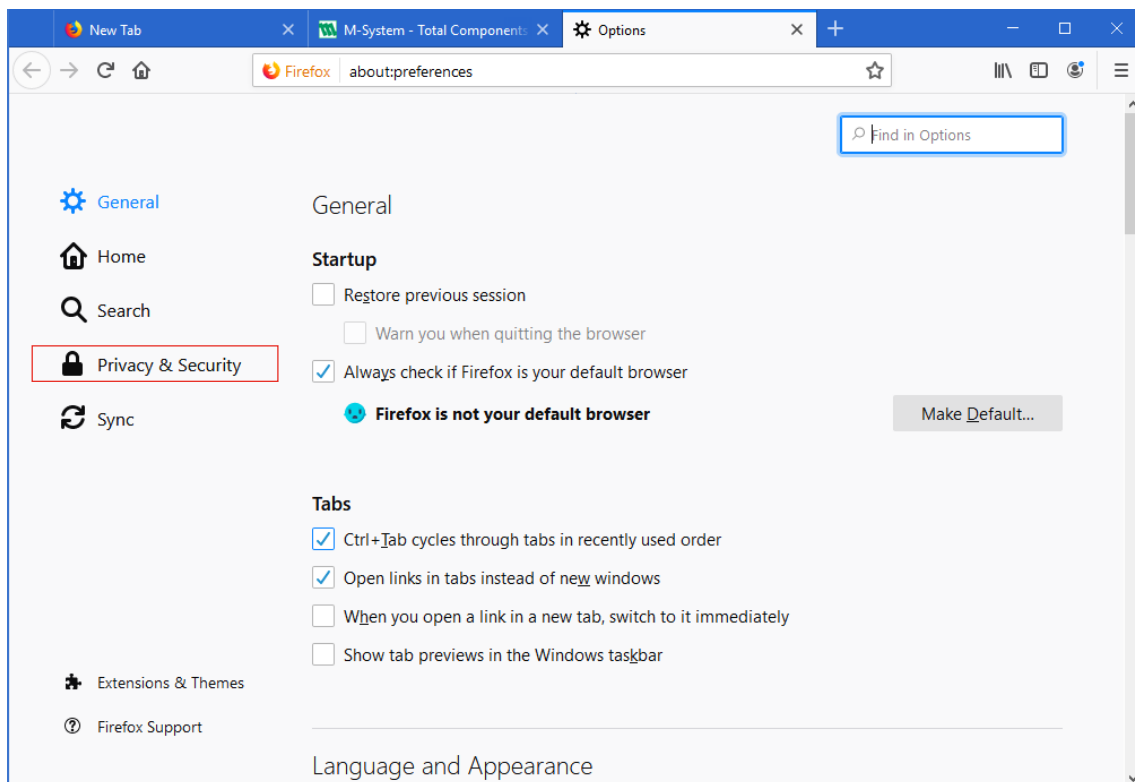 New Tab
M-System - Total Components
Options
Firefox
about:preferences
Find in Options
General
Home
Search
Privacy & Security
Sync
Extensions & Themes
Firefox Support
General
Startup
Restore previous session
Warn you when quitting the browser
Always check if Firefox is your default browser
Firefox is not your default browser
Make Default...
Tabs
Ctrl+Tab cycles through tabs in recently used order
Open links in tabs instead of new windows
When you open a link in a new tab, switch to it immediately
Show tab previews in the Windows taskbar
Language and Appearance